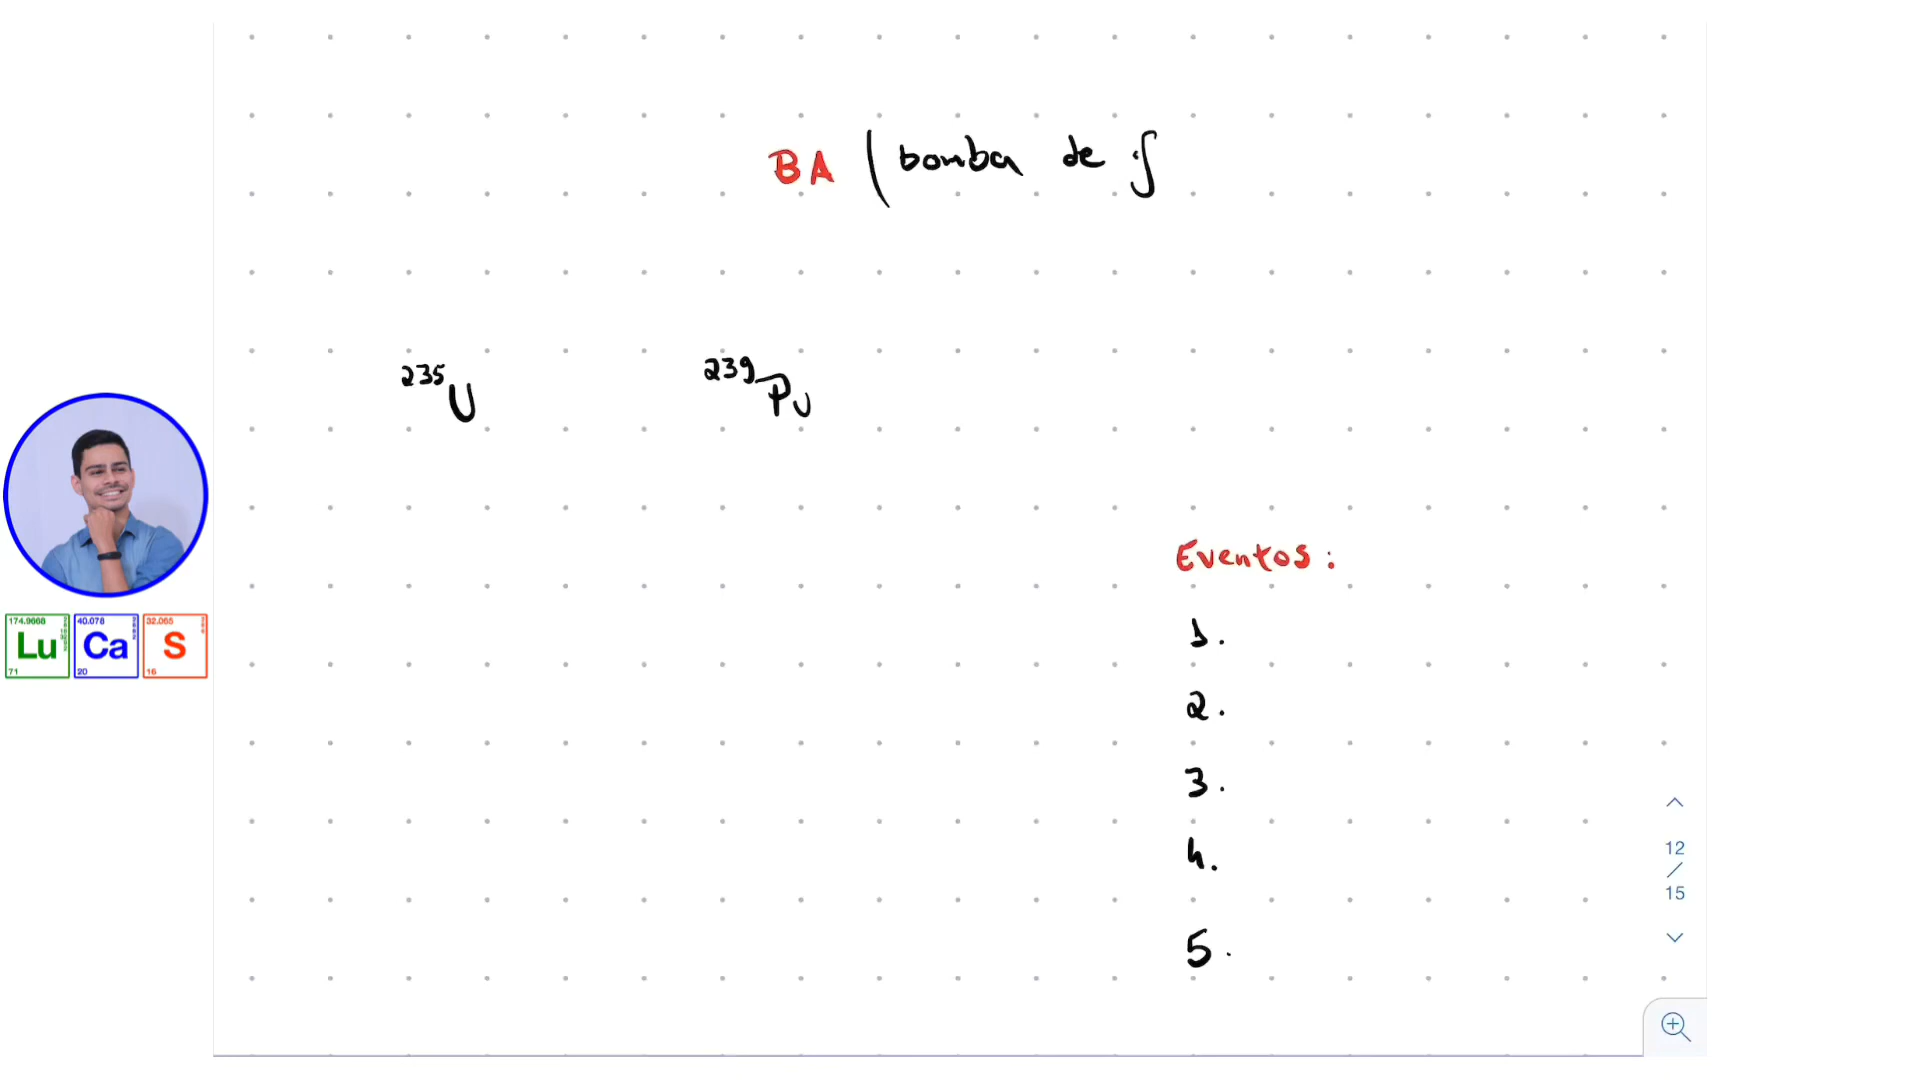 BA (bomba de f
²³⁵U ²³⁹Pu
Eventos:
1.
2.
3.
4.
5.
174.9668 40.078 32.065
Lu Ca S
71 20 16
12
/
15